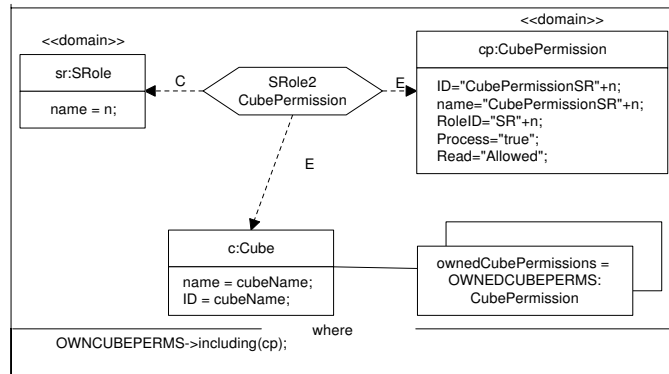 <<domain>>
sr:SRole
name = n;
C
SRole2
CubePermission
E
<<domain>>
cp:CubePermission
ID="CubePermissionSR"+n;
name="CubePermissionSR"+n;
RoleID="SR"+n;
Process="true";
Read="Allowed";
E
c:Cube
name = cubeName;
ID = cubeName;
ownedCubePermissions =
OWNEDCUBEPERMS:
CubePermission
where
OWNCUBEPERMS->including(cp);